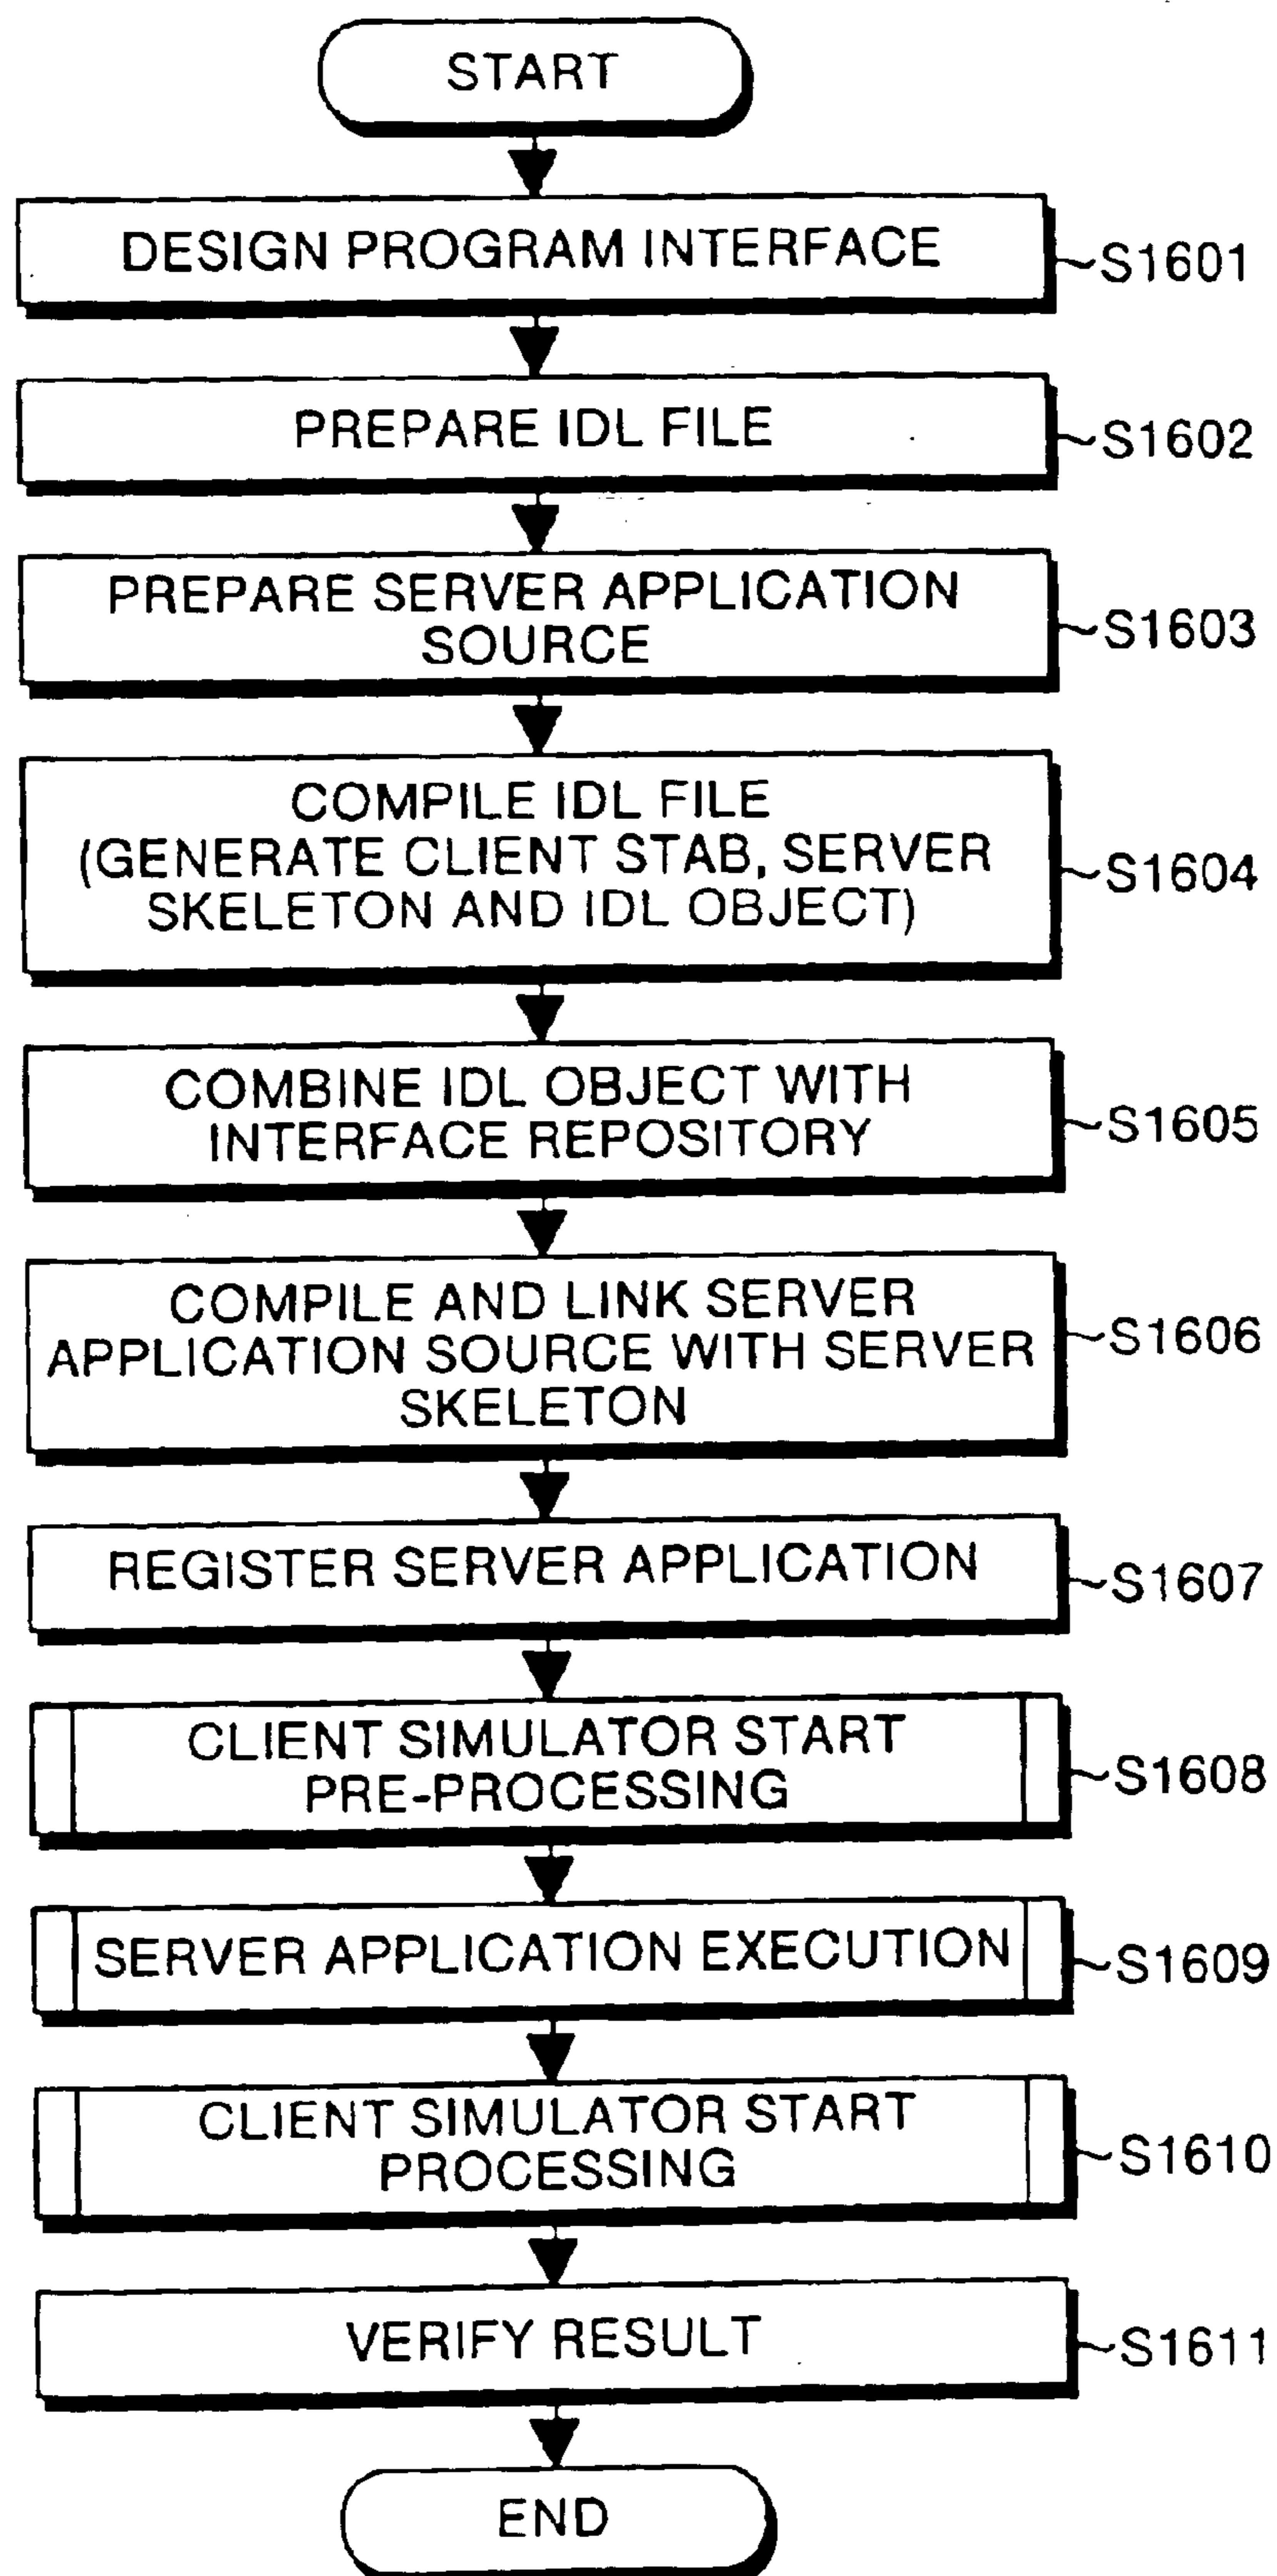 START
DESIGN PROGRAM INTERFACE
S1601
PREPARE IDL FILE
S1602
PREPARE SERVER APPLICATION
SOURCE
S1603
COMPILE IDL FILE
(GENERATE CLIENT STAB, SERVER
SKELETON AND IDL OBJECT)
S1604
COMBINE IDL OBJECT WITH
INTERFACE REPOSITORY
S1605
COMPILE AND LINK SERVER
APPLICATION SOURCE WITH SERVER
SKELETON
S1606
REGISTER SERVER APPLICATION
S1607
CLIENT SIMULATOR START
PRE-PROCESSING
S1608
SERVER APPLICATION EXECUTION
S1609
CLIENT SIMULATOR START
PROCESSING
S1610
VERIFY RESULT
S1611
END